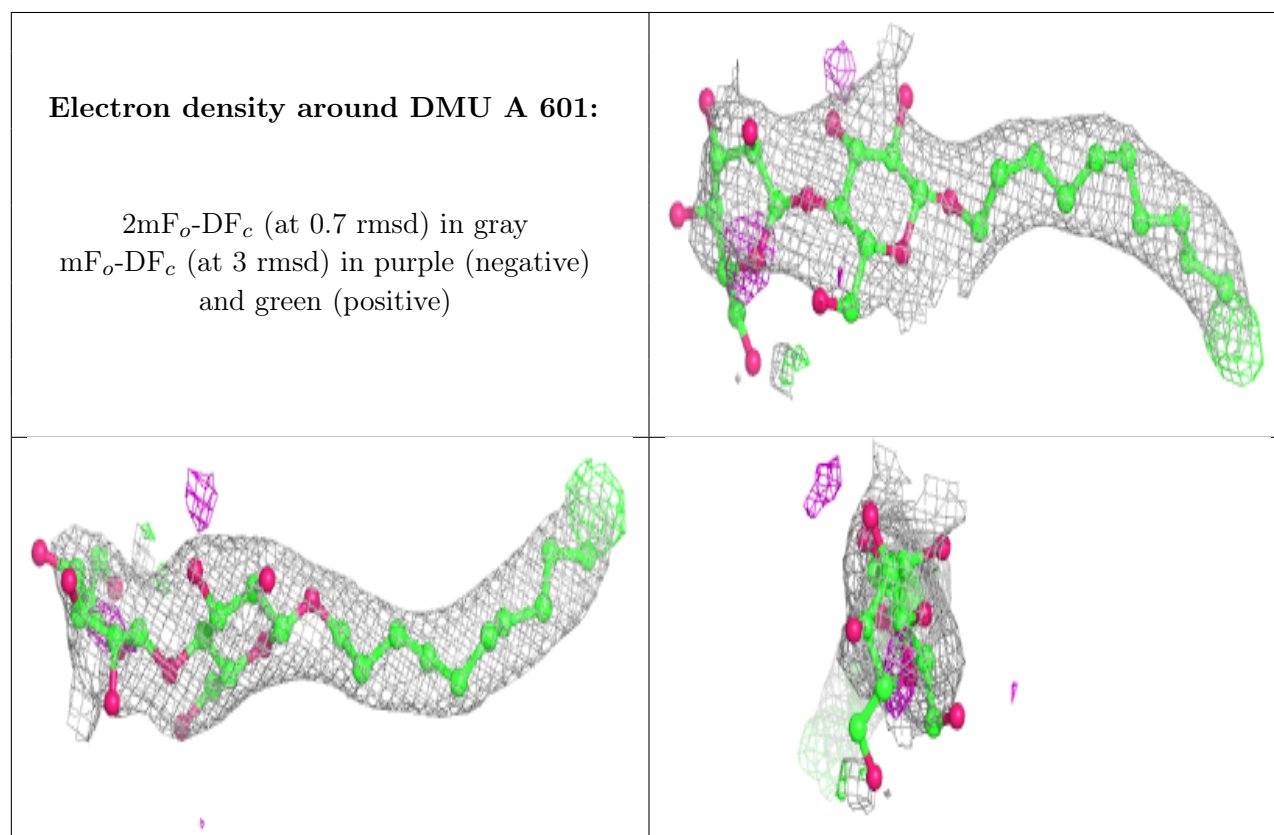 Electron density around DMU A 601:
2mFo-DFc (at 0.7 rmsd) in gray
mFo-DFc (at 3 rmsd) in purple (negative)
and green (positive)